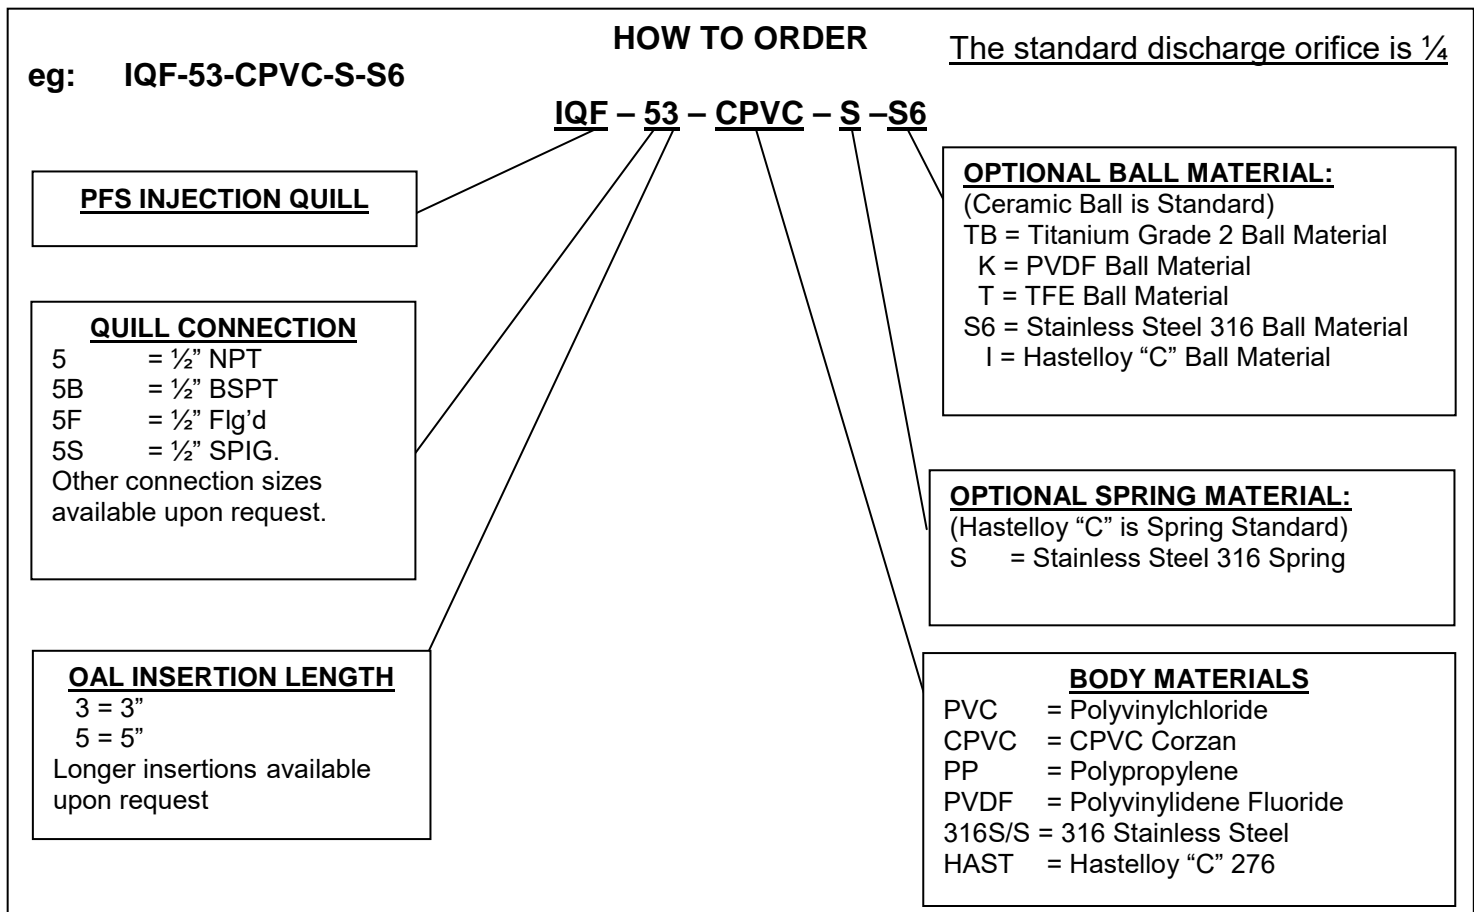 HOW TO ORDER
The standard discharge orifice is ¼
eg: IQF-53-CPVC-S-S6
IQF – 53 – CPVC – S –S6
PFS INJECTION QUILL
QUILL CONNECTION
5 = ½” NPT
5B = ½” BSPT
5F = ½” Flg’d
5S = ½” SPIG.
Other connection sizes
available upon request.
OAL INSERTION LENGTH
3 = 3”
5 = 5”
Longer insertions available
upon request
OPTIONAL BALL MATERIAL:
(Ceramic Ball is Standard)
TB = Titanium Grade 2 Ball Material
K = PVDF Ball Material
T = TFE Ball Material
S6 = Stainless Steel 316 Ball Material
I = Hastelloy “C” Ball Material
OPTIONAL SPRING MATERIAL:
(Hastelloy “C” is Spring Standard)
S = Stainless Steel 316 Spring
BODY MATERIALS
PVC = Polyvinylchloride
CPVC = CPVC Corzan
PP = Polypropylene
PVDF = Polyvinylidene Fluoride
316S/S = 316 Stainless Steel
HAST = Hastelloy “C” 276